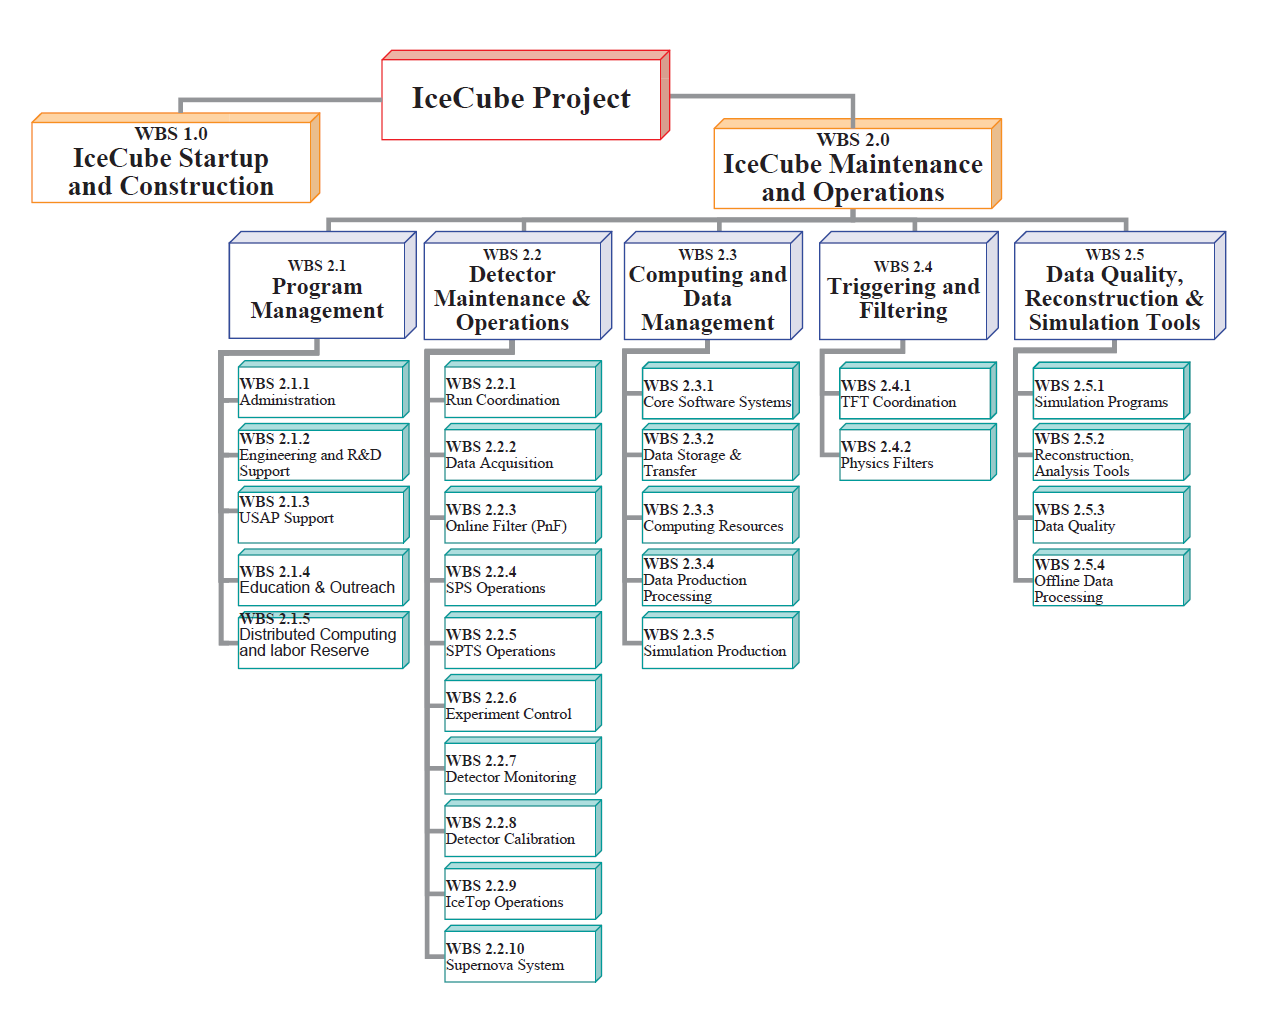 IceCube Project
WBS 1.0
IceCube Startup
and Construction
WBS 2.0
IceCube Maintenance
and Operations
WBS 2.1
Program
Management
WBS 2.2
Detector
Maintenance &
Operations
WBS 2.3
Computing and
Data
Management
WBS 2.4
Triggering and
Filtering
WBS 2.5
Data Quality,
Reconstruction &
Simulation Tools
WBS 2.1.1
Administration
WBS 2.1.2
Engineering and R&D
Support
WBS 2.1.3
USAP Support
WBS 2.1.4
Education & Outreach
WBS 2.1.5
Distributed Computing
and labor Reserve
WBS 2.2.1
Run Coordination
WBS 2.2.2
Data Acquisition
WBS 2.2.3
Online Filter (PnF)
WBS 2.2.4
SPS Operations
WBS 2.2.5
SPTS Operations
WBS 2.2.6
Experiment Control
WBS 2.2.7
Detector Monitoring
WBS 2.2.8
Detector Calibration
WBS 2.2.9
IceTop Operations
WBS 2.2.10
Supernova System
WBS 2.3.1
Core Software Systems
WBS 2.3.2
Data Storage &
Transfer
WBS 2.3.3
Computing Resources
WBS 2.3.4
Data Production
Processing
WBS 2.3.5
Simulation Production
WBS 2.4.1
TFT Coordination
WBS 2.4.2
Physics Filters
WBS 2.5.1
Simulation Programs
WBS 2.5.2
Reconstruction,
Analysis Tools
WBS 2.5.3
Data Quality
WBS 2.5.4
Offline Data
Processing